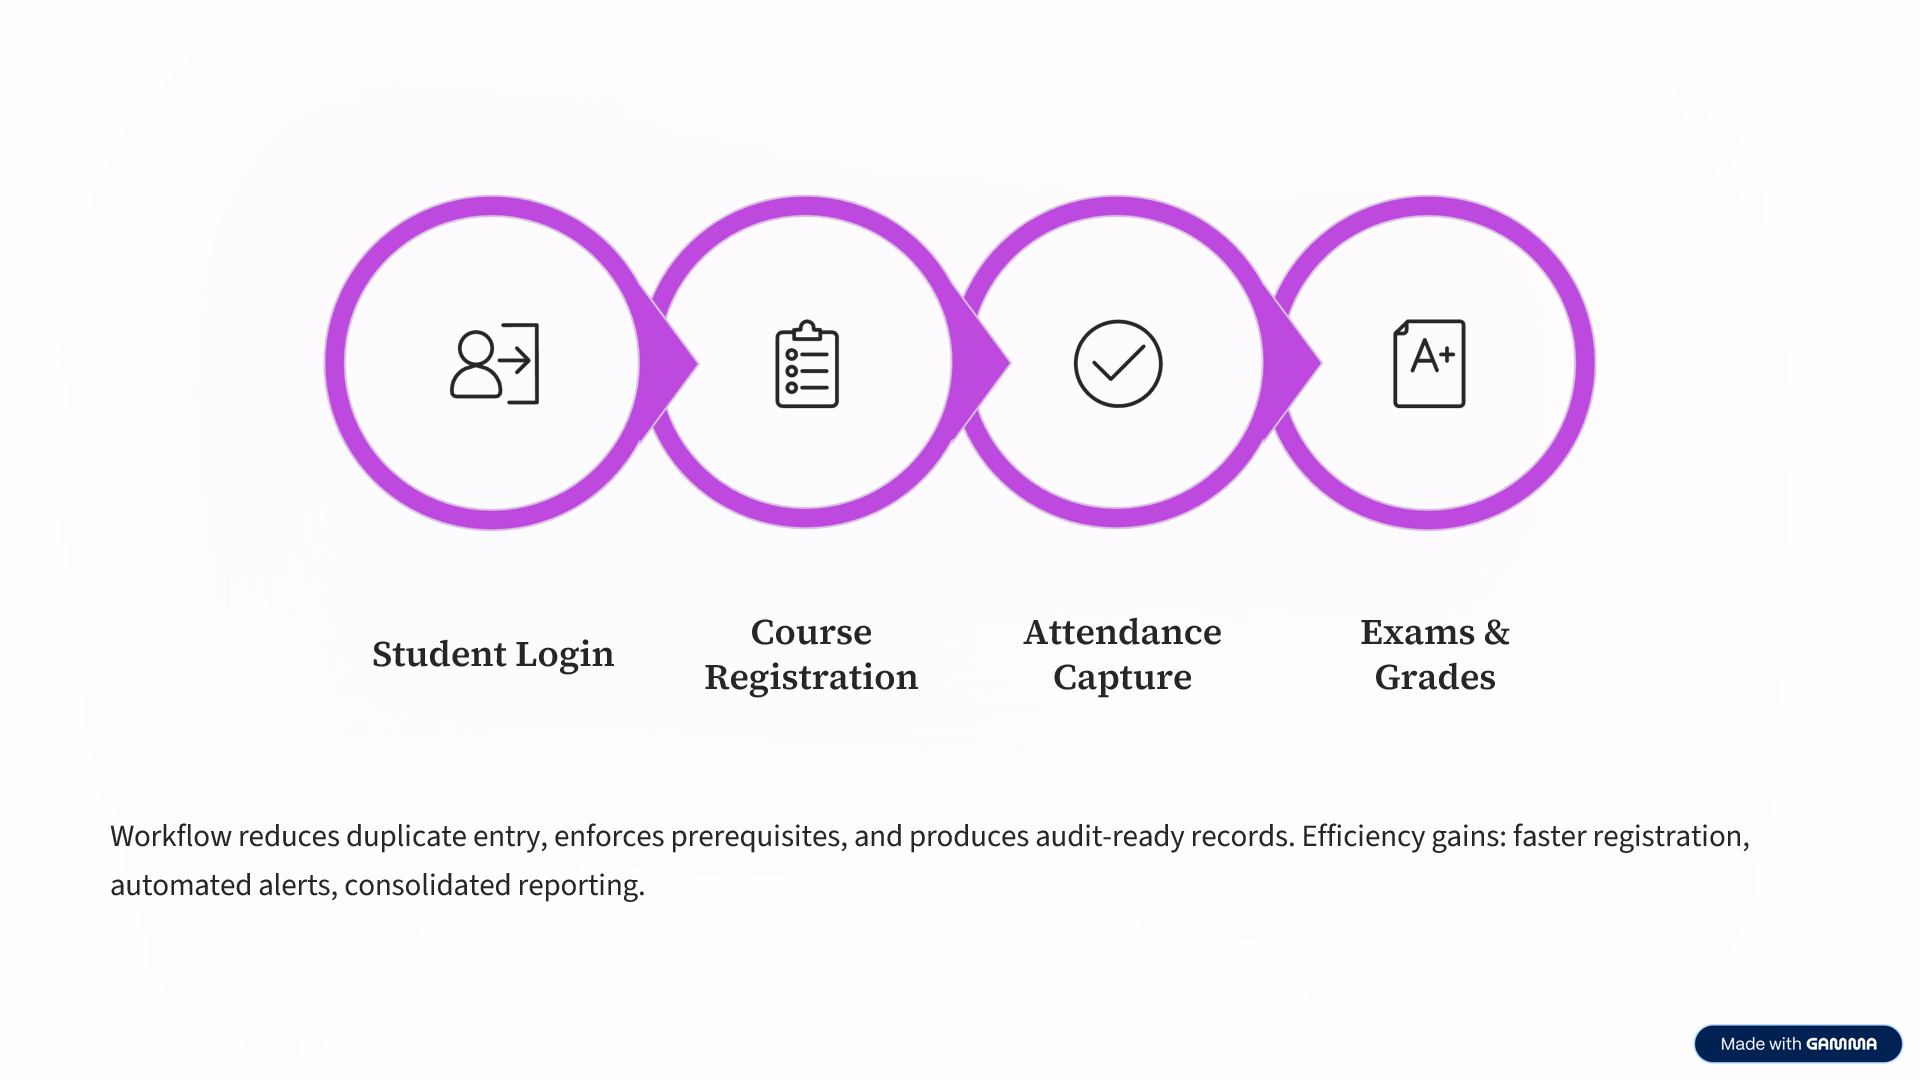 A+
Student Login
Course
Registration
Attendance
Capture
Exams &
Grades
Workflow reduces duplicate entry, enforces prerequisites, and produces audit-ready records. Efficiency gains: faster registration,
automated alerts, consolidated reporting.
Made with GAMMA